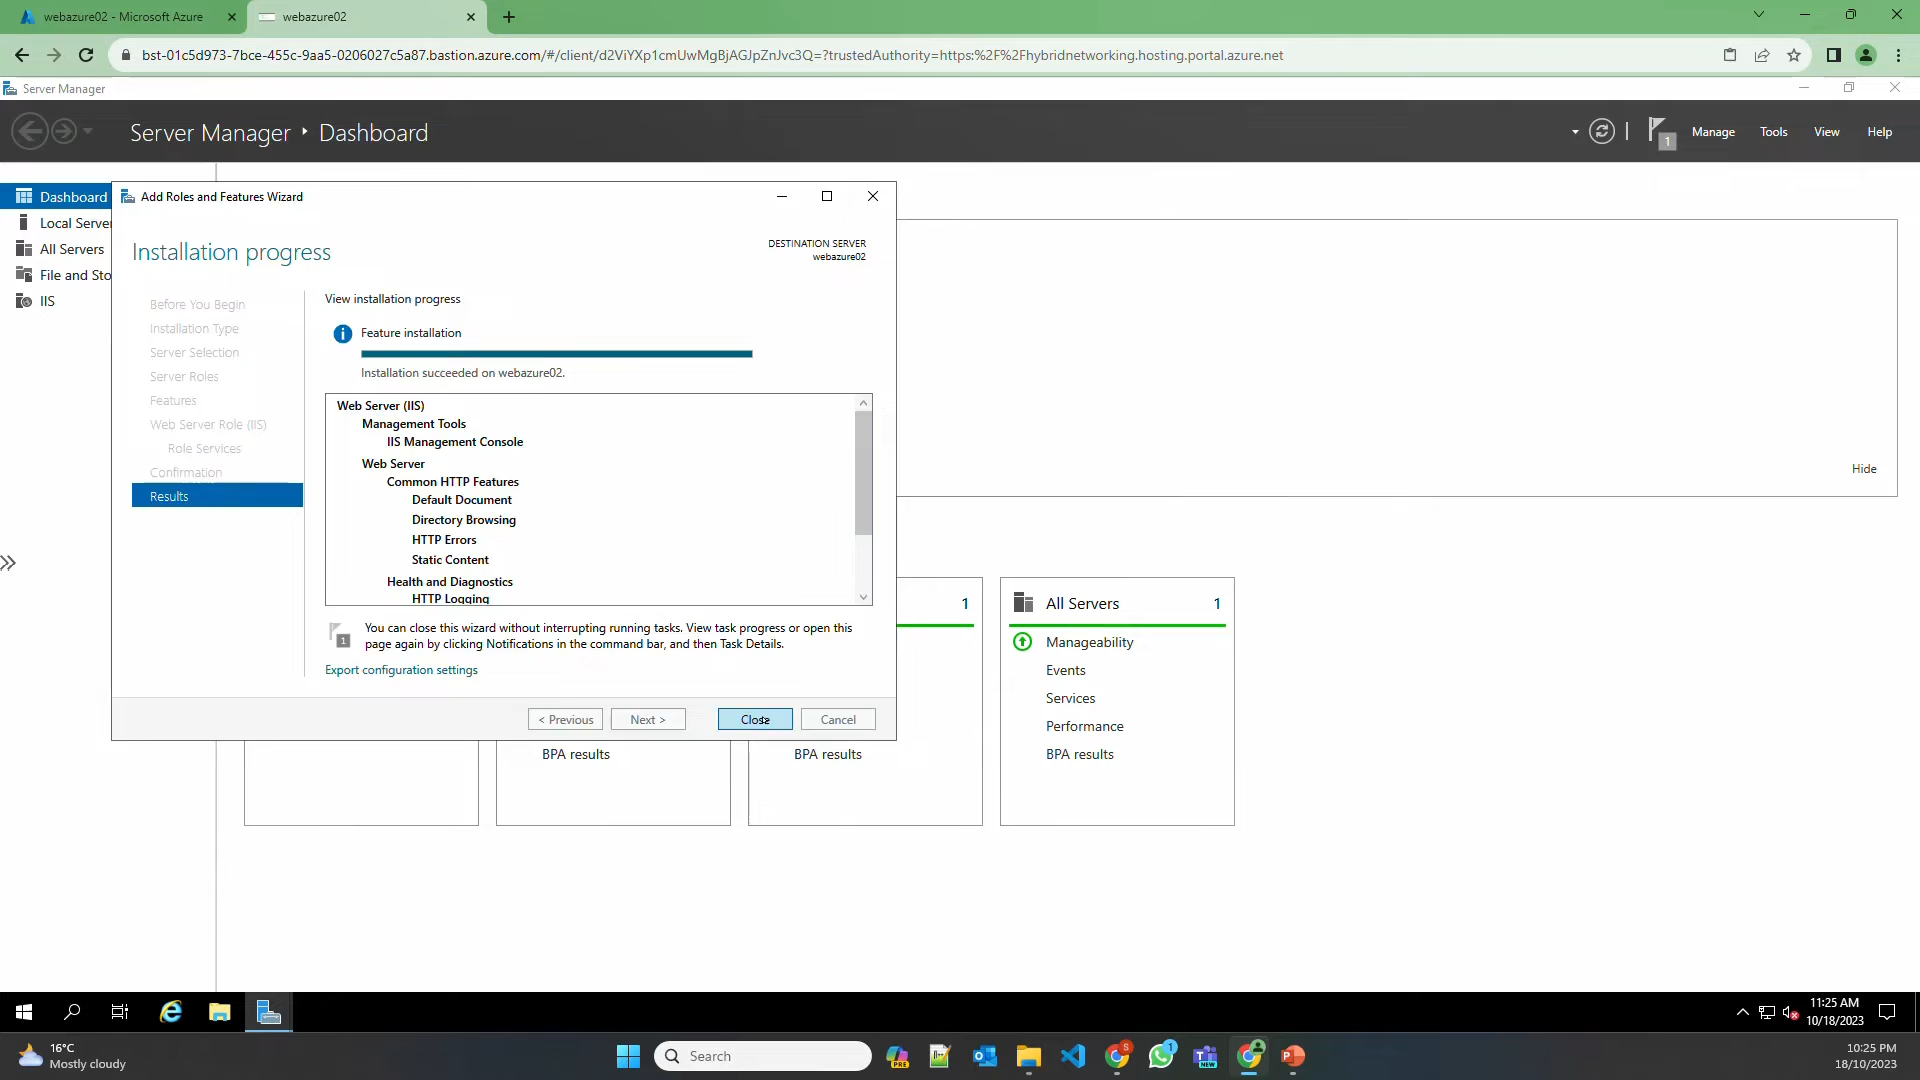 webazure02 - Microsoft Azure
webazure02
bst-01c5d973-7bce-455c-9aa5-0206027c5a87.bastion.azure.com/#/client/d2ViYXp1cmUwMgBjAGJpZnJvc3Q=?trustedAuthority=https:%2F%2Fhybridnetworking.hosting.portal.azure.net
Server Manager
Server Manager
Dashboard
1
Manage
Tools
View
Help
Dashboard
Local Server
All Servers
File and Sto
IIS
Add Roles and Features Wizard
Installation progress
DESTINATION SERVER
webazure02
Before You Begin
Installation Type
Server Selection
Server Roles
Features
Web Server Role (IIS)
Role Services
Confirmation
Results
View installation progress
Feature installation
Installation succeeded on webazure02.
Web Server (IIS)
Management Tools
IIS Management Console
Web Server
Common HTTP Features
Default Document
Directory Browsing
HTTP Errors
Static Content
Health and Diagnostics
HTTP Logging
1
You can close this wizard without interrupting running tasks. View task progress or open this
page again by clicking Notifications in the command bar, and then Task Details.
Export configuration settings
< Previous
Next >
Close
Cancel
Hide
BPA results
1
BPA results
All Servers
1
Manageability
Events
Services
Performance
BPA results
11:25 AM
10/18/2023
16°C
Mostly cloudy
Search
PRE
S
1
NEW
10:25 PM
18/10/2023